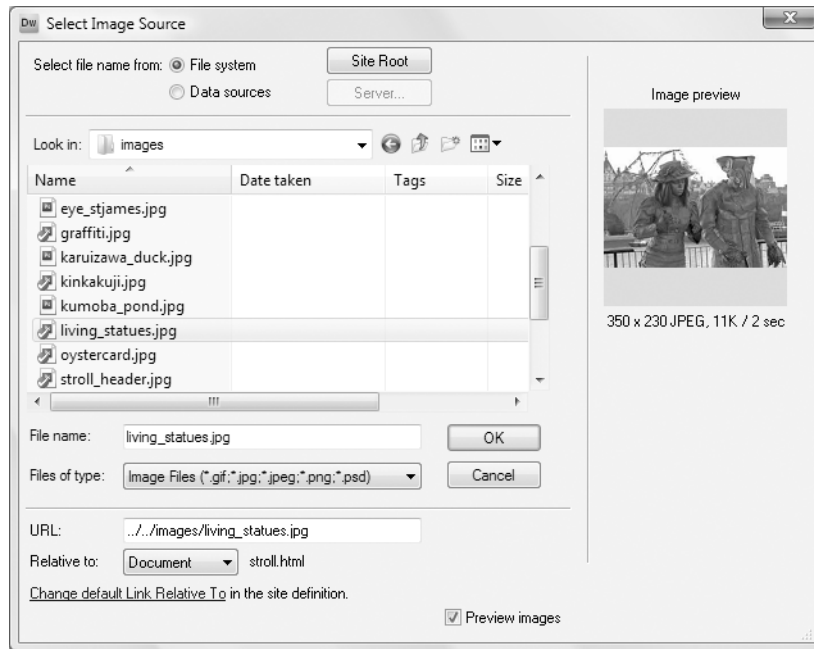 Dw Select Image Source
Select file name from: File system
Site Root
Data sources
Server...
Look in: images
Name Date taken Tags Size
eye_stjames.jpg
graffiti.jpg
karuizawa_duck.jpg
kinkakuji.jpg
kumoba_pond.jpg
living_statues.jpg
oystercard.jpg
stroll_header.jpg
File name: living_statues.jpg OK
Files of type: Image Files (*.gif;*.jpg;*.jpeg;*.png;*.psd) Cancel
URL: ../../images/living_statues.jpg
Relative to: Document stroll.html
Change default Link Relative To in the site definition.
Preview images
Image preview
350 x 230 JPEG, 11K / 2 sec